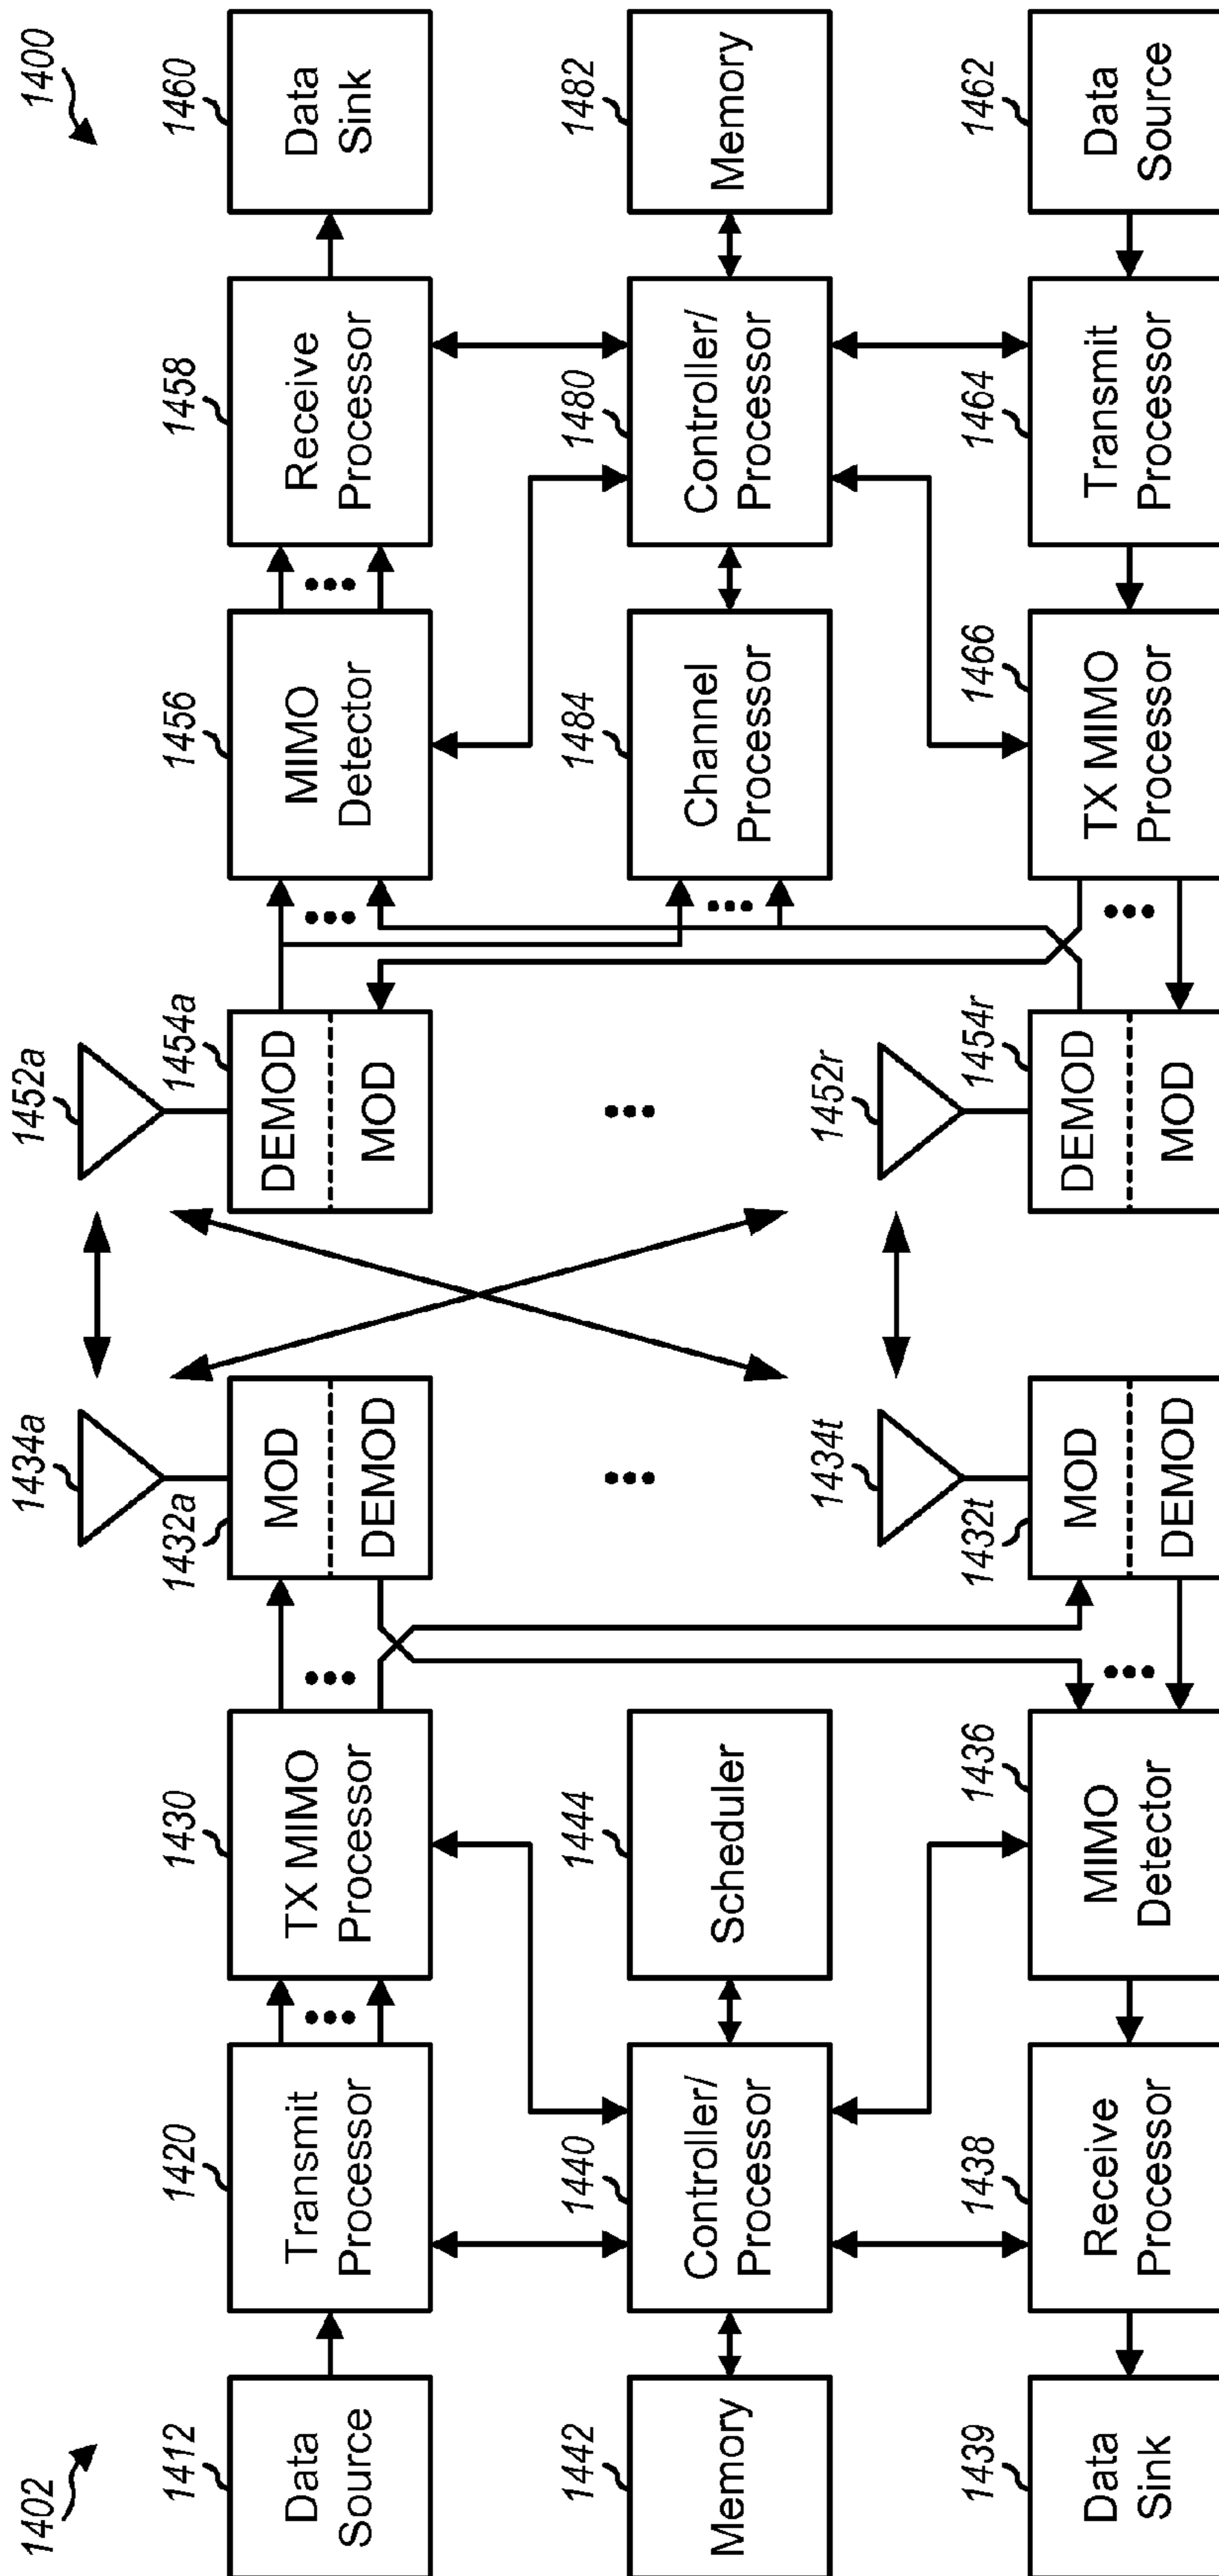 1402
1412
Data
Source
1420
Transmit
Processor
1430
TX MIMO
Processor
1434a
1432a
MOD
DEMOD
1452a
1454a
DEMOD
MOD
1456
MIMO
Detector
1458
Receive
Processor
1460
Data
Sink
1400
1442
Memory
1440
Controller/
Processor
1444
Scheduler
1484
Channel
Processor
1480
Controller/
Processor
1482
Memory
1439
Data
Sink
1438
Receive
Processor
1436
MIMO
Detector
1434t
1432t
MOD
DEMOD
1452r
1454r
DEMOD
MOD
1466
TX MIMO
Processor
1464
Transmit
Processor
1462
Data
Source